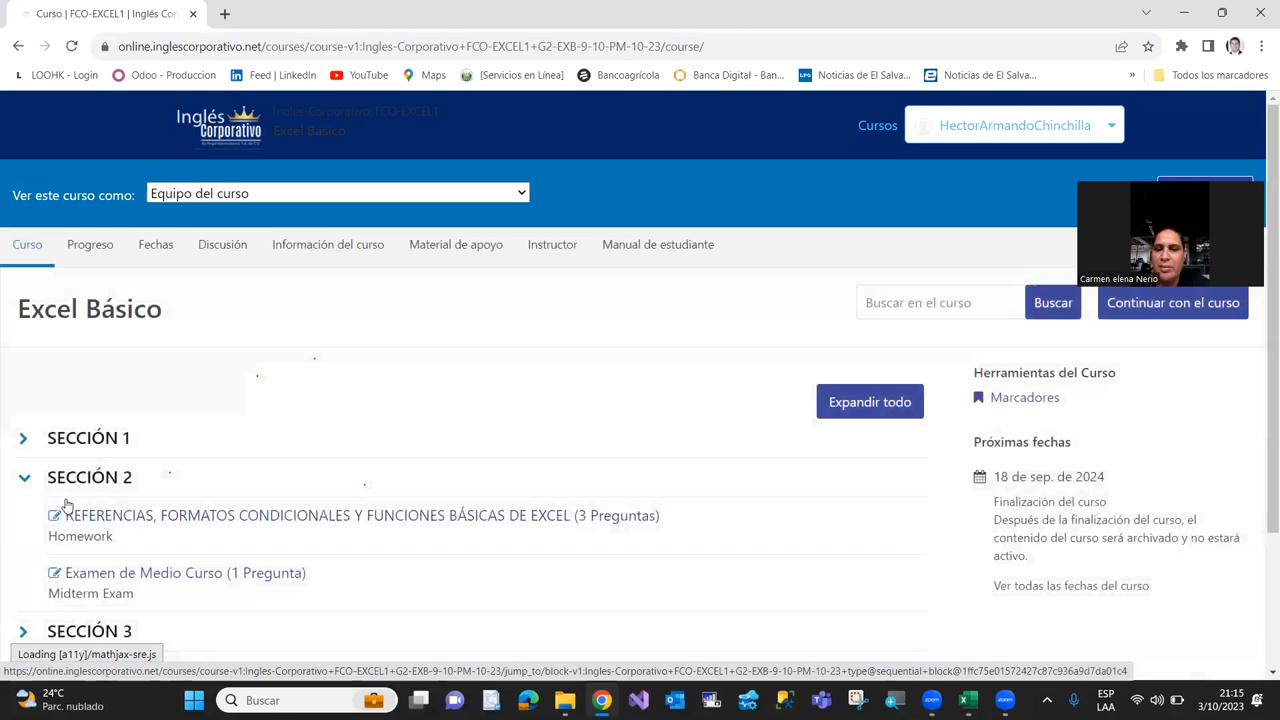 Curso | FCO-EXCEL1 | Inglés Cor
online.inglescorporativo.net/courses/course-v1:Ingles-Corporativo+FCO-EXCEL1+G2-EXB-9-10-PM-10-23/course/
LOOHK - Login
Odoo - Produccion
Feed | LinkedIn
YouTube
Maps
[Servicios en Línea]
Bancoagrícola
Banca Digital - Ban...
Noticias de El Salva...
Noticias de El Salva...
»
Todos los marcadores
Inglés Corporativo
Ingles-Corporativo: FCO-EXCEL1
Excel Básico
Cursos
HectorArmandoChinchilla
Ver este curso como:
Equipo del curso
Curso
Progreso
Fechas
Discusión
Información del curso
Material de apoyo
Instructor
Manual de estudiante
Carmen elena Nerio
Excel Básico
Buscar en el curso
Buscar
Continuar con el curso
Herramientas del Curso
Marcadores
Expandir todo
Próximas fechas
18 de sep. de 2024
Finalización del curso
Después de la finalización del curso, el
contenido del curso será archivado y no estará
activo.
Ver todas las fechas del curso
SECCIÓN 1
SECCIÓN 2
REFERENCIAS, FORMATOS CONDICIONALES Y FUNCIONES BÁSICAS DE EXCEL (3 Preguntas)
Homework
Examen de Medio Curso (1 Pregunta)
Midterm Exam
SECCIÓN 3
Loading [a11y]/mathjax-sre.js
https://online.inglescorporativo.net/courses/course-v1:Ingles-Corporativo+FCO-EXCEL1+G2-EXB-9-10-PM-10-23/jump_to/block-v1:Ingles-Corporativo+FCO-EXCEL1+G2-EXB-9-10-PM-10-23+type@sequential+block@1ffc75e01572427c87c936a9d7da01c4
24°C
Parc. nublado
Buscar
ESP
LAA
21:15
3/10/2023